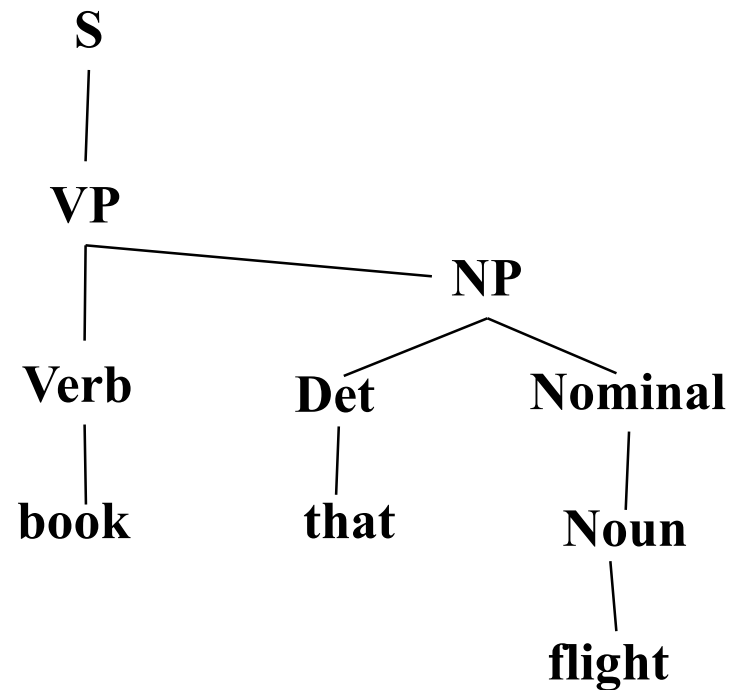 S
VP
NP
Verb
Det
Nominal
book
that
Noun
flight